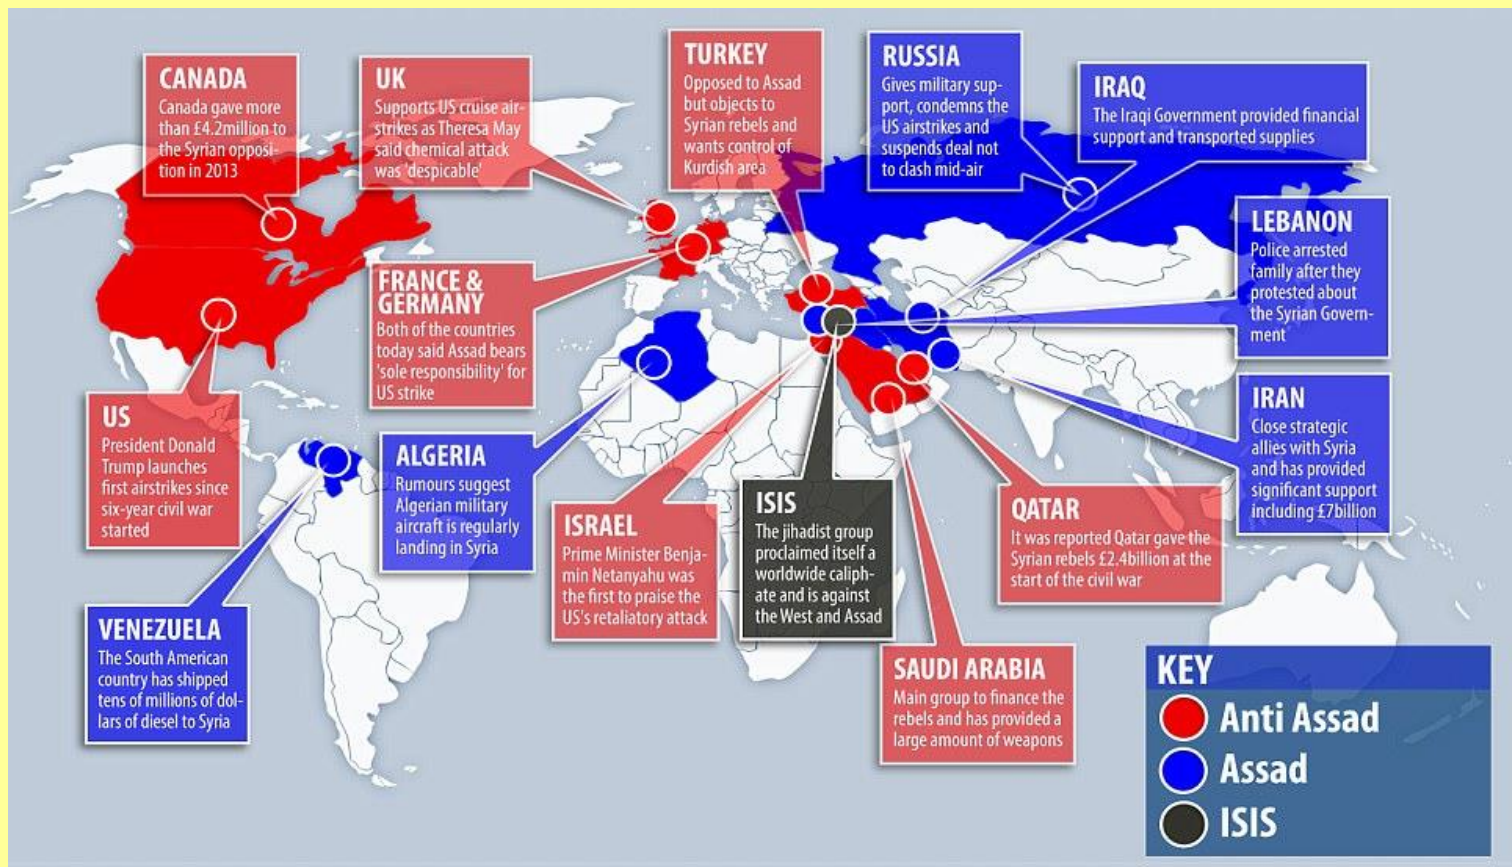 CANADA
Canada gave more
than £4.2million to
the Syrian opposi-
tion in 2013
UK
Supports US cruise air-
strikes as Theresa May
said chemical attack
was 'despicable'
TURKEY
Opposed to Assad
but objects to
Syrian rebels and
wants control of
Kurdish area
RUSSIA
Gives military sup-
port, condemns the
US airstrikes and
suspends deal not
to clash mid-air
IRAQ
The Iraqi Government provided financial
support and transported supplies
LEBANON
Police arrested
family after they
protested about
the Syrian Govern-
ment
FRANCE &
GERMANY
Both of the countries
today said Assad bears
'sole responsibility' for
US strike
US
President Donald
Trump launches
first airstrikes since
six-year civil war
started
ALGERIA
Rumours suggest
Algerian military
aircraft is regularly
landing in Syria
IRAN
Close strategic
allies with Syria
and has provided
significant support
including £7billion
ISRAEL
Prime Minister Benja-
min Netanyahu was
the first to praise the
US's retaliatory attack
ISIS
The jihadist group
proclaimed itself a
worldwide caliph-
ate and is against
the West and Assad
QATAR
It was reported Qatar gave the
Syrian rebels £2.4billion at the
start of the civil war
VENEZUELA
The South American
country has shipped
tens of millions of dol-
lars of diesel to Syria
SAUDI ARABIA
Main group to finance the
rebels and has provided a
large amount of weapons
KEY
Anti Assad
Assad
ISIS